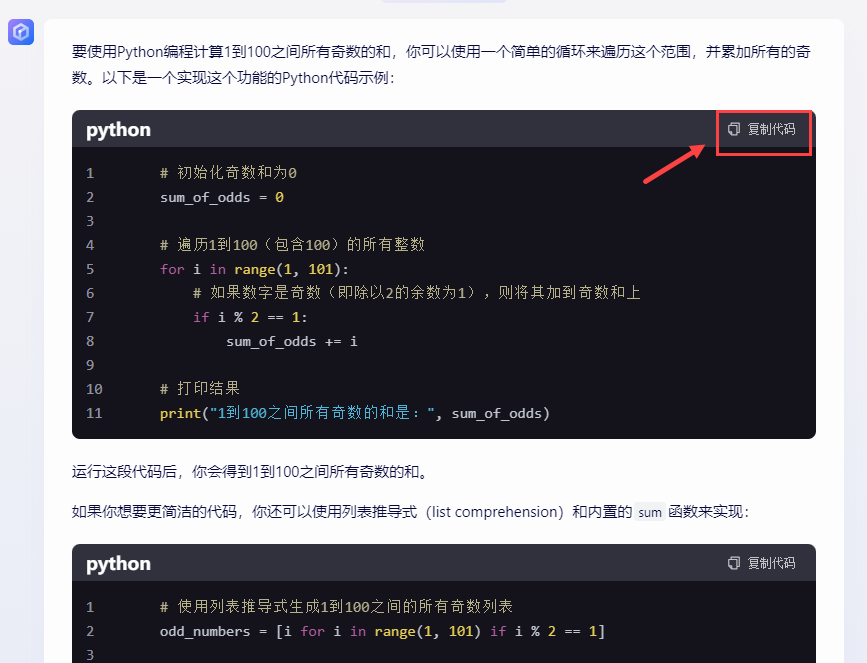 要使用Python编程计算1到100之间所有奇数的和，你可以使用一个简单的循环来遍历这个范围，并累加所有的奇
数。以下是一个实现这个功能的Python代码示例：
python
复制代码
1 # 初始化奇数和为0
2 sum_of_odds = 0
3
4 # 遍历1到100（包含100）的所有整数
5 for i in range(1, 101):
6 # 如果数字是奇数（即除以2的余数为1），则将其加到奇数和上
7 if i % 2 == 1:
8 sum_of_odds += i
9
10 # 打印结果
11 print("1到100之间所有奇数的和是：", sum_of_odds)
运行这段代码后，你会得到1到100之间所有奇数的和。
如果你想要更简洁的代码，你还可以使用列表推导式（list comprehension）和内置的 sum 函数来实现：
python
复制代码
1 # 使用列表推导式生成1到100之间的所有奇数列表
2 odd_numbers = [i for i in range(1, 101) if i % 2 == 1]
3